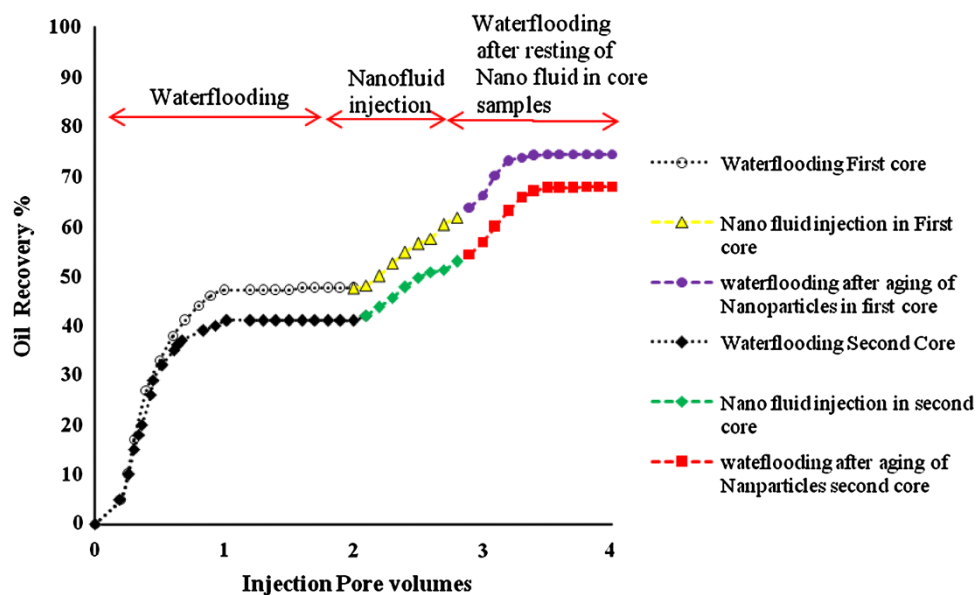 100
90
80
70
60
50
40
30
20
10
0
Oil Recovery %
0
1
2
3
4
Injection Pore volumes
Waterflooding
Nanofluid
injection
Waterflooding
after resting of
Nano fluid in core
samples
Waterflooding First core
Nano fluid injection in First
core
waterflooding after aging of
Nanoparticles in first core
Waterflooding Second Core
Nano fluid injection in second
core
wateflooding after aging of
Nanparticles second core